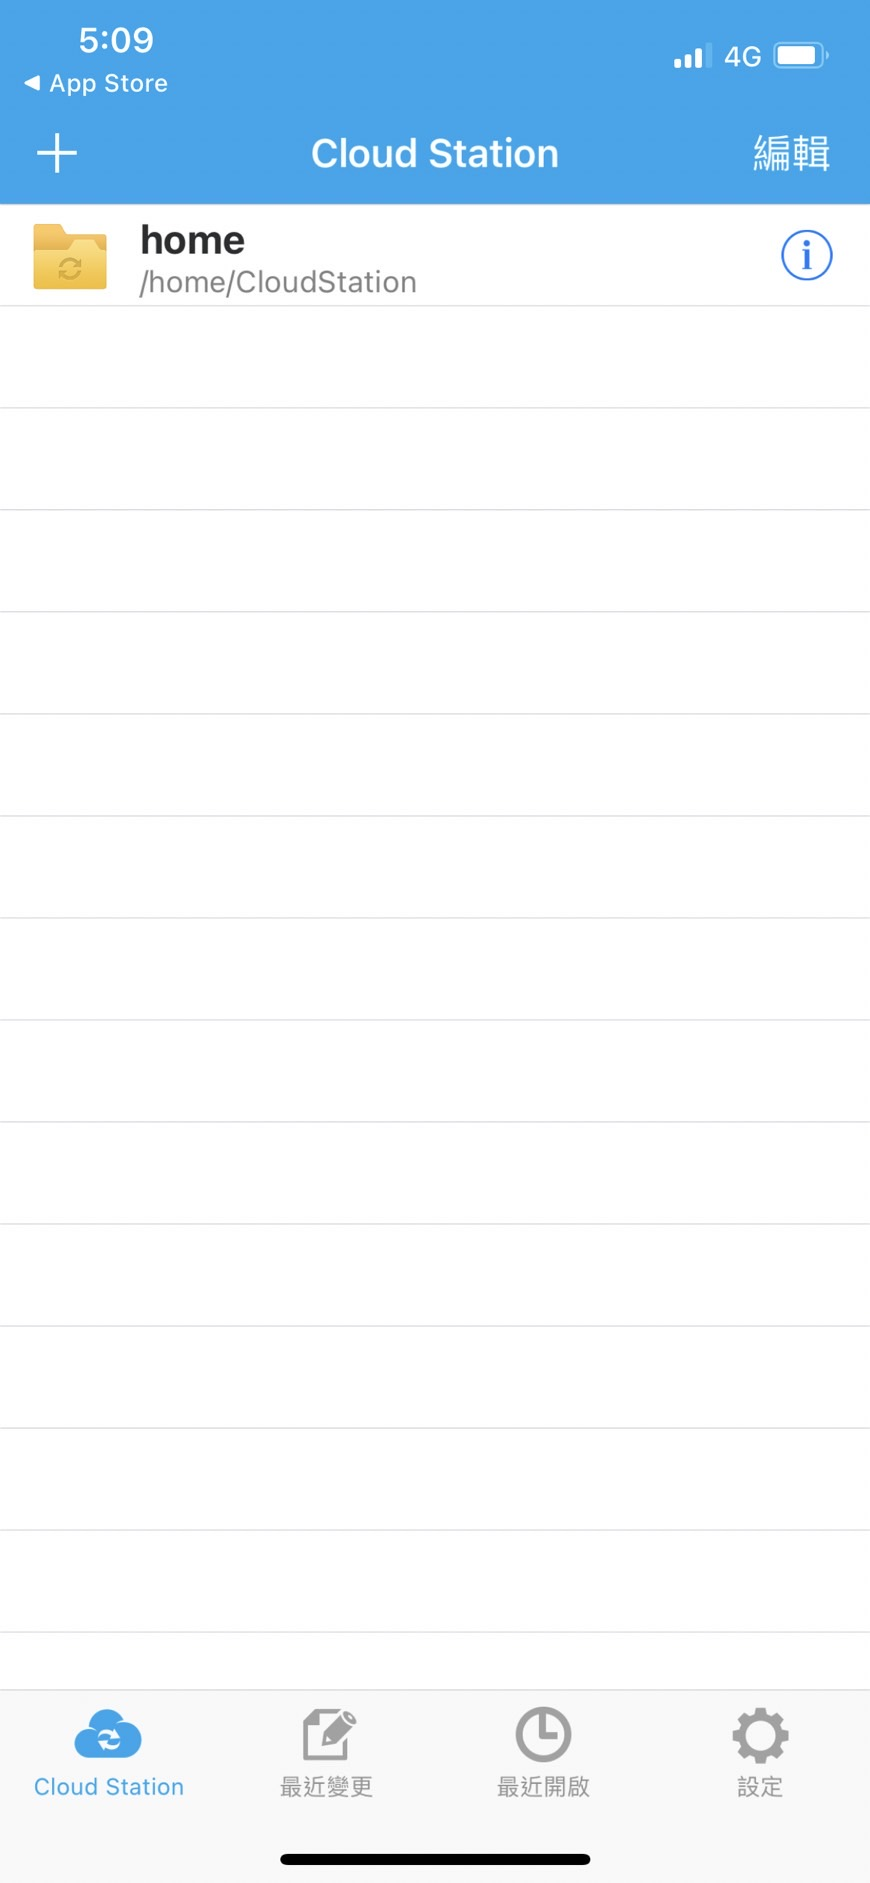 5:09
4G
◀ App Store
Cloud Station
編輯
home
/home/CloudStation
Cloud Station
最近變更
最近開啟
設定